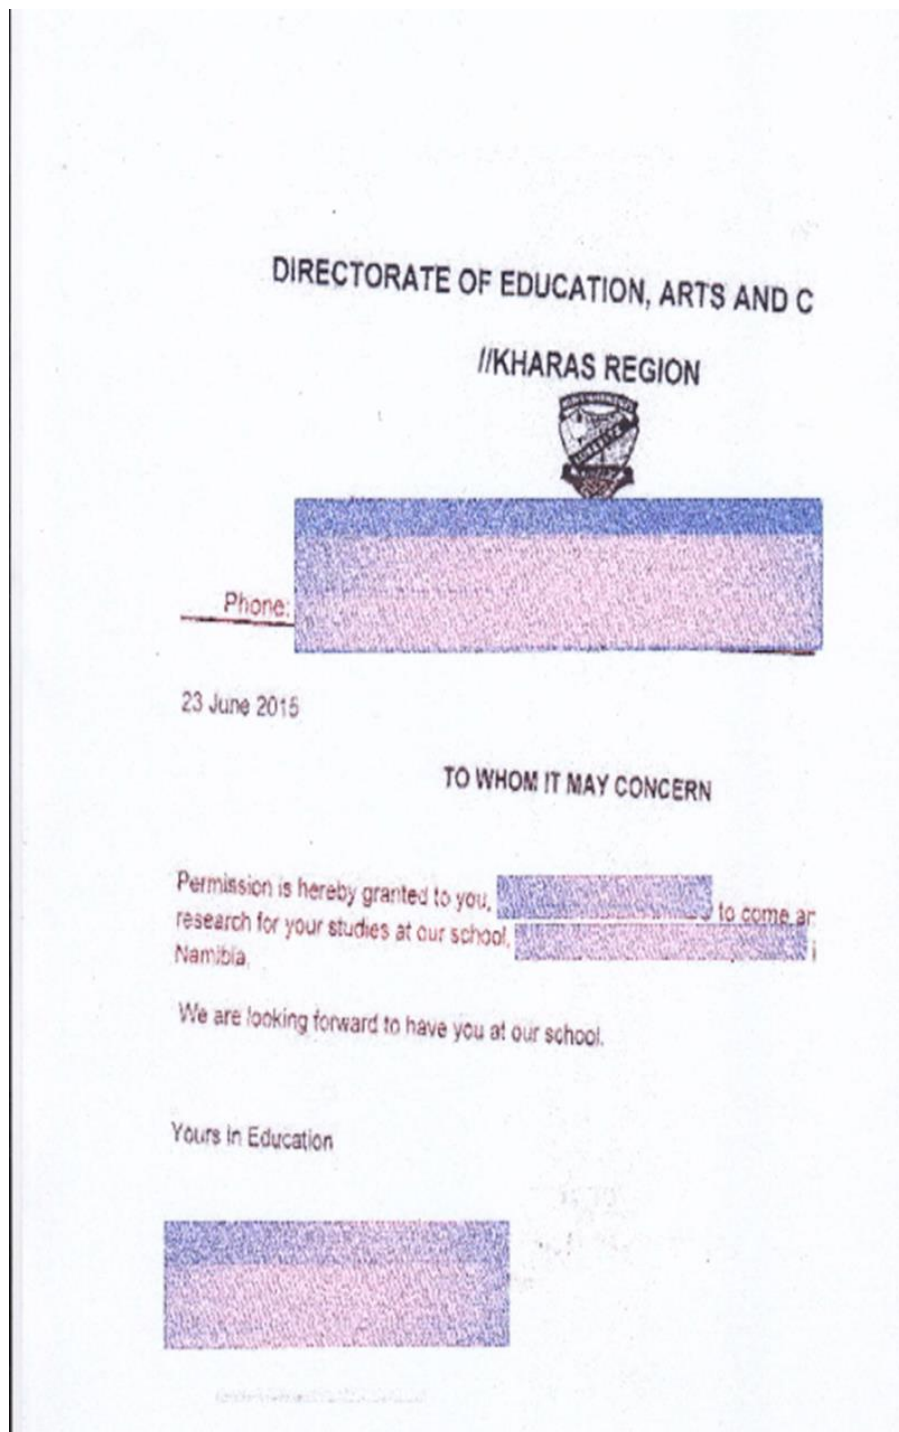 DIRECTORATE OF EDUCATION, ARTS AND C
//KHARAS REGION
Phone:
23 June 2015
TO WHOM IT MAY CONCERN
Permission is hereby granted to you, to come an
research for your studies at our school,
Namibia.
We are looking forward to have you at our school.
Yours in Education